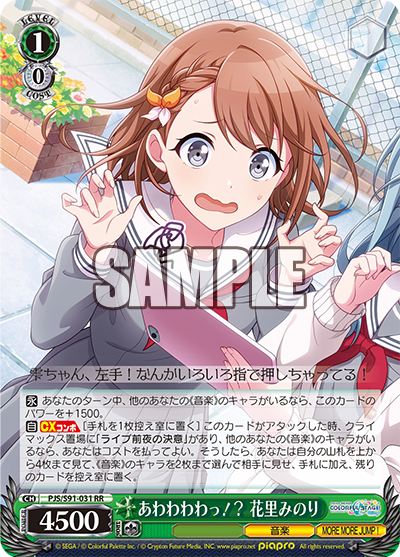 LEVEL
1
0
COST
SAMPLE
雫ちゃん、左手！なんかいろいろ指で押しちゃってる！
永 あなたのターン中、他のあなたの《音楽》のキャラがいるなら、このカードの
パワーを＋1500。
自 CXコンボ ［手札を1枚控え室に置く］ このカードがアタックした時、クライ
マックス置場に「ライブ前夜の決意」があり、他のあなたの《音楽》のキャラがい
るなら、あなたはコストを払ってよい。そうしたら、あなたは自分の山札を上
から4枚まで見て、《音楽》のキャラを2枚まで選んで相手に見せ、手札に加え、残り
のカードを控え室に置く。
CH PJS/S91-031 RR
あわわわわっ！？ 花里みのり
POWER 4500
音楽 MORE MORE JUMP！
COLORFUL STAGE!
© SEGA / © Colorful Palette Inc. / © Crypton Future Media, INC. www.piapro.net piapro All rights reserved.